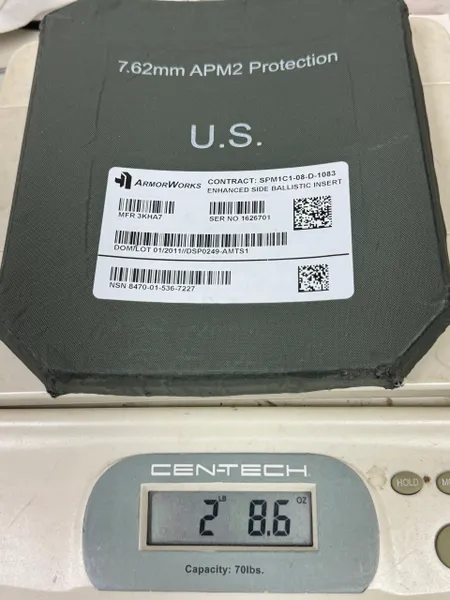 7.62mm APM2 Protection
U.S.
ARMORWORKS
CONTRACT: SPM1C1-08-D-1083
ENHANCED SIDE BALLISTIC INSERT
MFR 3KHA7
SER NO 1626701
DOM/LOT 01/2011//DSP0249-AMTS1
NSN 8470-01-536-7227
CEN-TECH
HOLD
2 LB 8.6 OZ
Capacity: 70lbs.